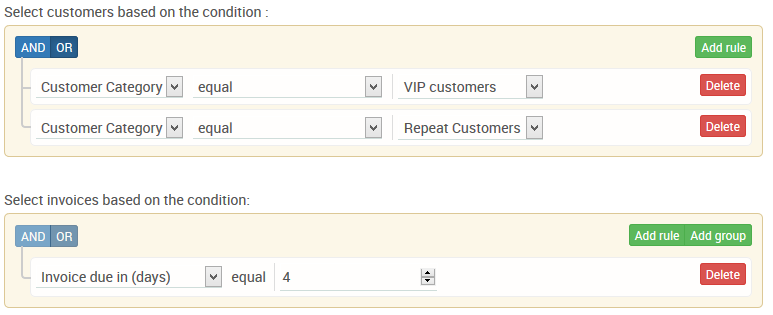 Select customers based on the condition :
AND OR Add rule
Customer Category equal VIP customers Delete
Customer Category equal Repeat Customers Delete
Select invoices based on the condition:
AND OR Add rule Add group
Invoice due in (days) equal 4 Delete